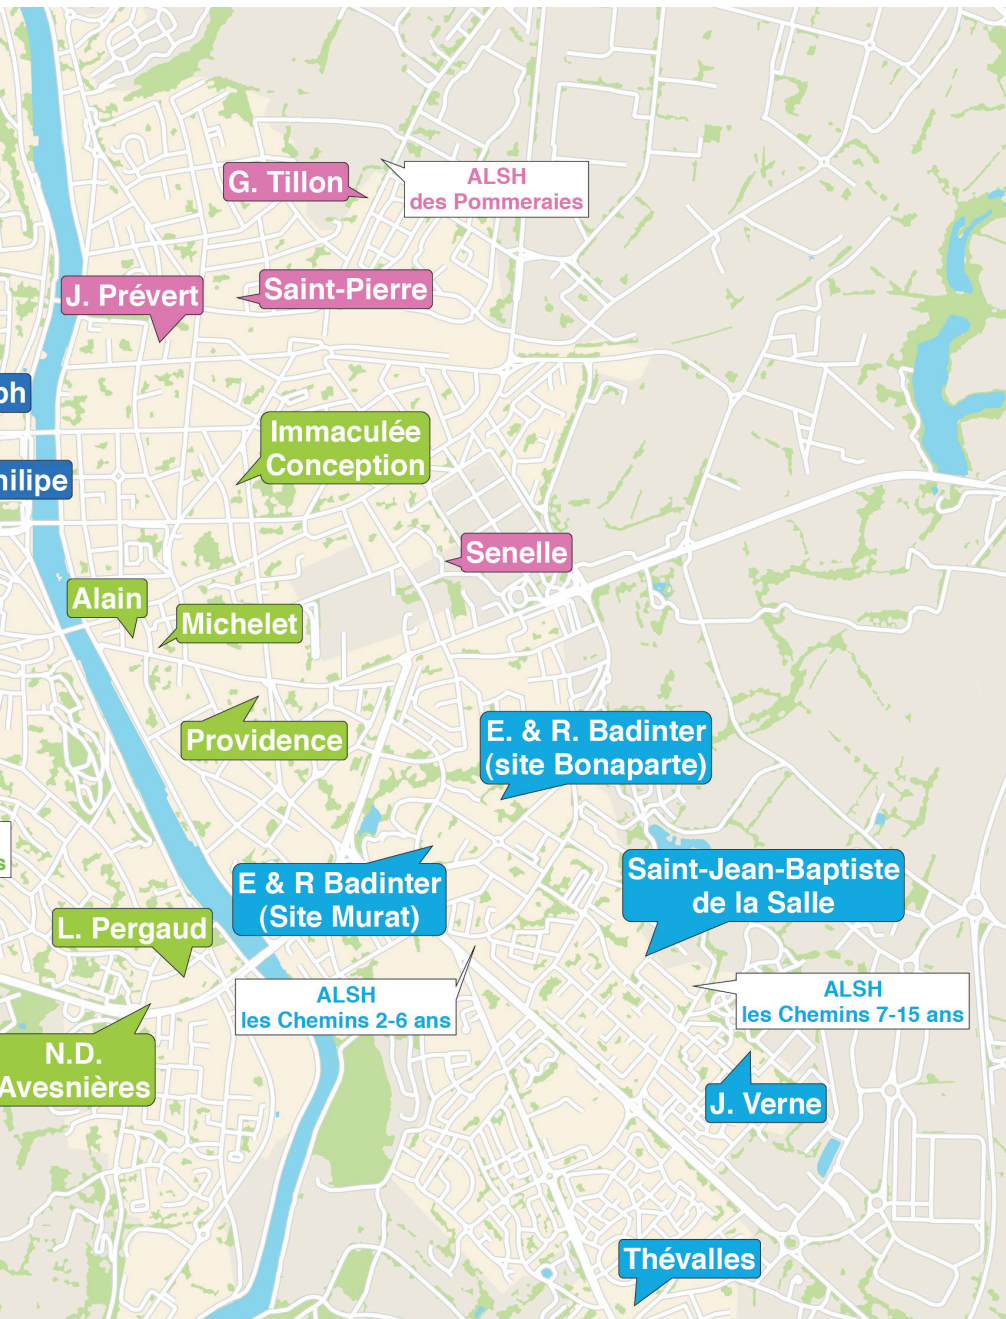 G. Tillon
ALSH
des Pommeraies
J. Prévert
Saint-Pierre
Immaculée
Conception
Senelle
Alain
Michelet
Providence
E. & R. Badinter
(site Bonaparte)
E & R Badinter
(Site Murat)
Saint-Jean-Baptiste
de la Salle
L. Pergaud
ALSH
les Chemins 2-6 ans
ALSH
les Chemins 7-15 ans
N.D.
Avesnières
J. Verne
Thévalles